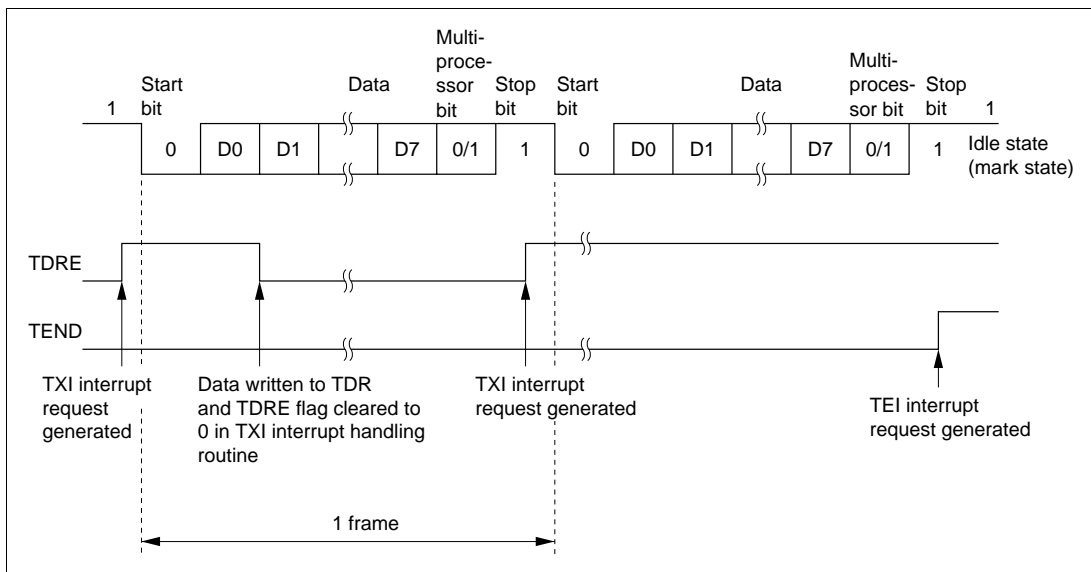 Multi-
proce-
ssor
bit
Start
bit
Data
Stop
bit
Start
bit
Data
Multi-
proces-
sor bit
Stop
bit
1
1
0
D0
D1
D7
0/1
1
0
D0
D1
D7
0/1
1
Idle state
(mark state)
TDRE
TEND
TXI interrupt
request
generated
Data written to TDR
and TDRE flag cleared to
0 in TXI interrupt handling
routine
TXI interrupt
request generated
TEI interrupt
request generated
1 frame